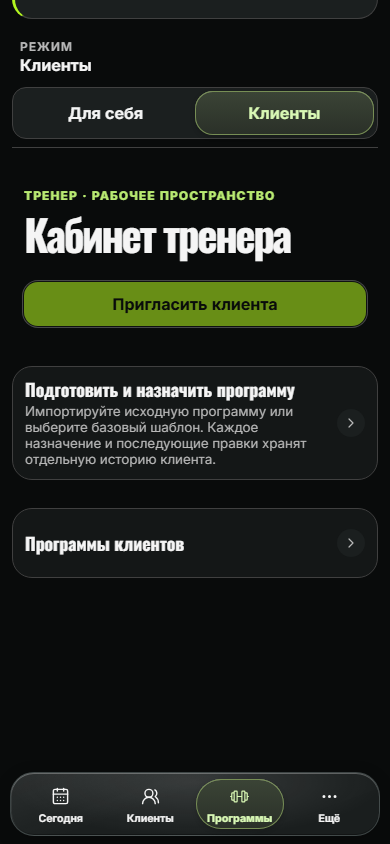 РЕЖИМ
Клиенты
Для себя
Клиенты
ТРЕНЕР · РАБОЧЕЕ ПРОСТРАНСТВО
Кабинет тренера
Пригласить клиента
Подготовить и назначить программу
Импортируйте исходную программу или
выберите базовый шаблон. Каждое
назначение и последующие правки хранят
отдельную историю клиента.
Программы клиентов
Сегодня
Клиенты
Программы
Ещё